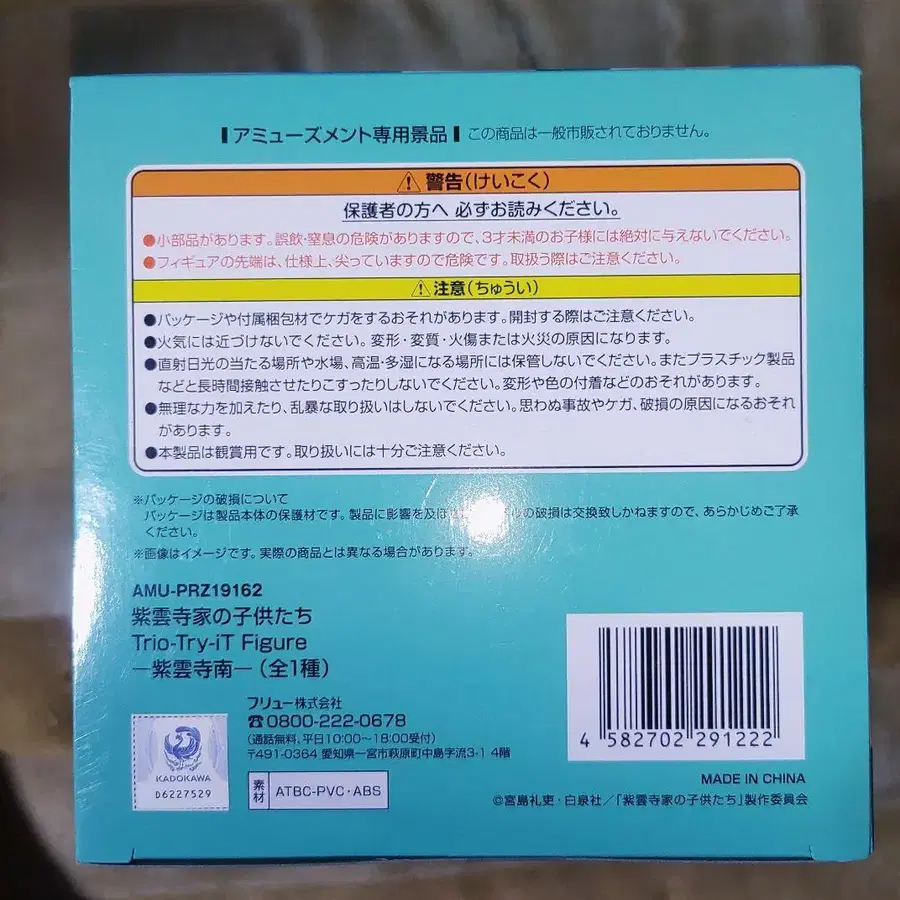 アミューズメント専用景品 この商品は一般市販されておりません。
警告(けいこく)
保護者の方へ 必ずお読みください。
●小部品があります。誤飲・窒息の危険がありますので、3才未満のお子様には絶対に与えないでください。
●フィギュアの先端は、仕様上、尖っていますので危険です。取扱う際はご注意ください。
注意(ちゅうい)
●パッケージや付属梱包材でケガをするおそれがあります。開封する際はご注意ください。
●火気には近づけないでください。変形・変質・火傷または火災の原因になります。
●直射日光の当たる場所や水場、高温・多湿になる場所には保管しないでください。またプラスチック製品
などと長時間接触させたりこすったりしないでください。変形や色の付着などのおそれがあります。
●無理な力を加えたり、乱暴な取り扱いはしないでください。思わぬ事故やケガ、破損の原因になるおそれ
があります。
●本製品は観賞用です。取り扱いには十分ご注意ください。
※パッケージの破損について
パッケージは製品本体の保護材です。製品に影響を及ぼ の破損は交換致しかねますので、あらかじめご了承
ください。
※画像はイメージです。実際の商品とは異なる場合があります。
AMU-PRZ19162
紫雲寺家の子供たち
Trio-Try-iT Figure
―紫雲寺南―(全1種)
フリュー株式会社
☎0800-222-0678
(通話無料、平日10:00~18:00受付)
〒491-0364 愛知県一宮市萩原町中島字流3-1 4階
KADOKAWA
D6227529
素材 ATBC-PVC・ABS
4 582702 291222
MADE IN CHINA
©宮島礼吏・白泉社/「紫雲寺家の子供たち」製作委員会